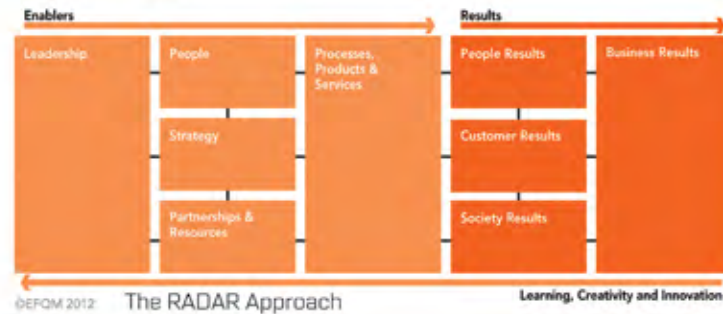 Enablers
Results
Leadership
People
Processes,
Products &
Services
People Results
Business Results
Strategy
Customer Results
Partnerships &
Resources
Society Results
©EFQM 2012
The RADAR Approach
Learning, Creativity and Innovation